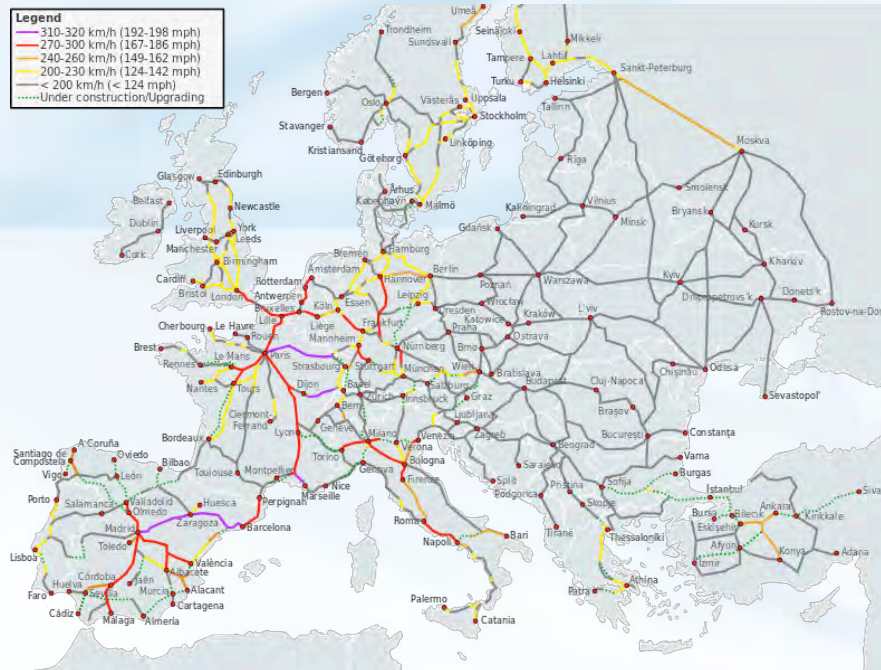 Legend
310-320 km/h (192-198 mph)
270-300 km/h (167-186 mph)
240-260 km/h (149-162 mph)
200-230 km/h (124-142 mph)
< 200 km/h (< 124 mph)
Under construction/Upgrading
Umeå
Trondheim
Sundsvall
Seinäjoki
Mikkeli
Tampere
Lahti
Sankt-Peterburg
Turku
Helsinki
Bergen
Oslo
Västerås
Uppsala
Tallinn
Stavanger
Stockholm
Kristiansand
Linköping
Moskva
Göteborg
Rīga
Glasgow
Edinburgh
Århus
Smolensk
Belfast
København
Malmö
Kaliningrad
Vilnius
Newcastle
Minsk
Bryansk
Dublin
Liverpool
York
Leeds
Gdańsk
Kursk
Manchester
Hamburg
Cork
Birmingham
Bremen
Amsterdam
Berlin
Kharkiv
Cardiff
Rotterdam
Hannover
Poznań
Warszawa
Kyiv
Bristol
London
Antwerpen
Essen
Leipzig
Dnipropetrovs'k
Donets'k
Bruxelles
Köln
Dresden
Wrocław
Rostov-na-Don
Cherbourg
Le Havre
Lille
Liège
Frankfurt
Katowice
Kraków
L'viv
Rouen
Mannheim
Praha
Ostrava
Brest
Le Mans
Paris
Nürnberg
Brno
Rennes
Strasbourg
Stuttgart
München
Wien
Chișinău
Odesa
Nantes
Tours
Dijon
Basel
Salzburg
Bratislava
Zürich
Innsbruck
Graz
Budapest
Cluj-Napoca
Sevastopol'
Clermont-
Ferrand
Bern
Ljubljana
Brașov
Bordeaux
Genève
Lyon
Milano
Venezia
Zagreb
București
Constanța
Santiago de
Compostela
A Coruña
Oviedo
Torino
Verona
Beograd
Vigo
León
Bilbao
Toulouse
Montpellier
Genova
Bologna
Sarajevo
Varna
Nice
Firenze
Split
Priština
Sofija
Burgas
Porto
Valladolid
Huesca
Perpignan
Marseille
Podgorica
Skopje
İstanbul
Salamanca
Olmedo
Zaragoza
Bursa
Bilecik
Ankara
Sivas
Madrid
Barcelona
Roma
Bari
Tiranë
Eskişehir
Kırıkkale
Toledo
Napoli
Thessaloníki
Afyon
Lisboa
València
İzmir
Konya
Adana
Albacete
Huelva
Córdoba
Jaén
Murcia
Alacant
Athína
Faro
Sevilla
Cartagena
Palermo
Pátra
Cádiz
Málaga
Almería
Catania